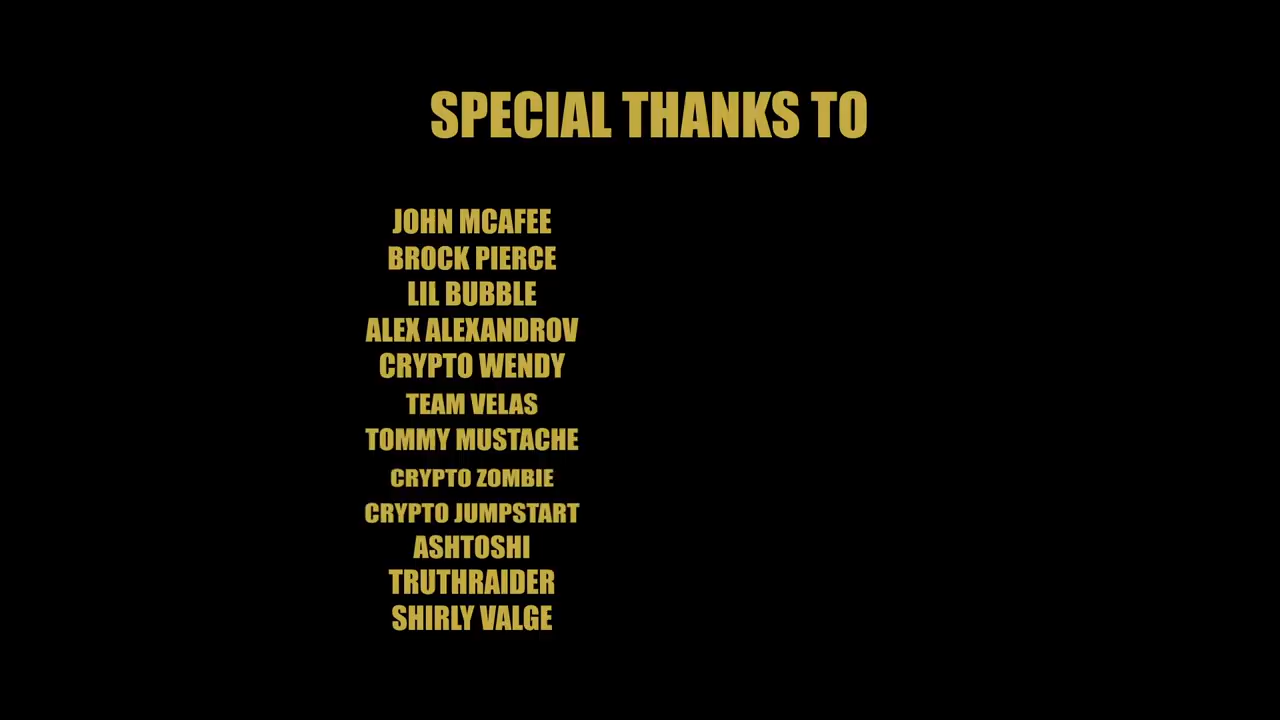 SPECIAL THANKS TO
JOHN MCAFEE
BROCK PIERCE
LIL BUBBLE
ALEX ALEXANDROV
CRYPTO WENDY
TEAM VELAS
TOMMY MUSTACHE
CRYPTO ZOMBIE
CRYPTO JUMPSTART
ASHTOSHI
TRUTHRAIDER
SHIRLY VALGE